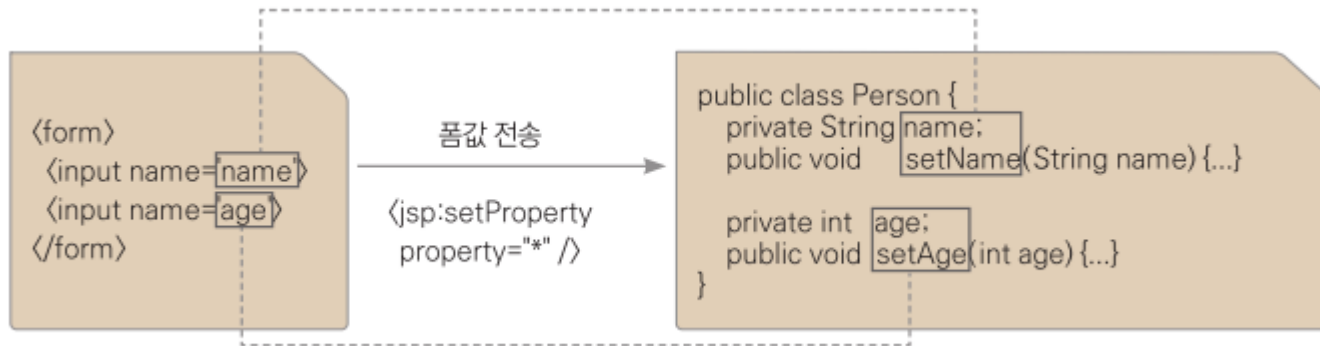 〈form〉
〈input name='name'〉
〈input name='age'〉
〈/form〉
폼값 전송
〈jsp:setProperty
property="*" /〉
public class Person {
private String name;
public void setName(String name) {...}
private int age;
public void setAge(int age) {...}
}